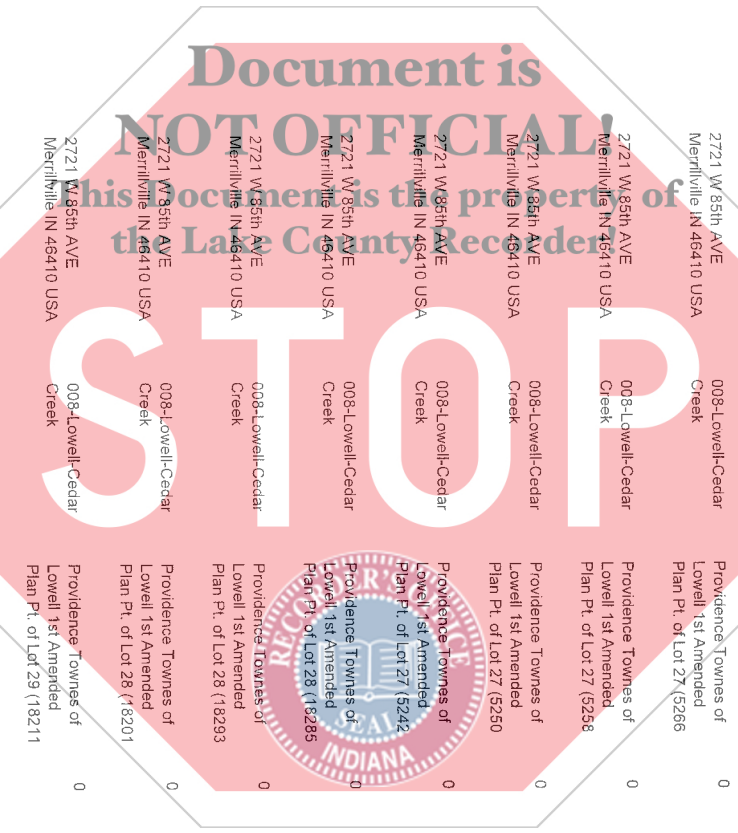 Document is
NOT OFFICIAL!
This Document is the property of
the Lake County Recorder!
STOP
RECORDER'S OFFICE
SEAL
INDIANA
2721 W 85th AVE
Merrillville IN 46410 USA
008-Lowell-Cedar
Creek
Providence Townes of
Lowell 1st Amended
Plan Pt. of Lot 27 (5266
0
2721 W 85th AVE
Merrillville IN 46410 USA
008-Lowell-Cedar
Creek
Providence Townes of
Lowell 1st Amended
Plan Pt. of Lot 27 (5258
0
2721 W 85th AVE
Merrillville IN 46410 USA
008-Lowell-Cedar
Creek
Providence Townes of
Lowell 1st Amended
Plan Pt. of Lot 27 (5250
0
2721 W 85th AVE
Merrillville IN 46410 USA
008-Lowell-Cedar
Creek
Providence Townes of
Lowell 1st Amended
Plan Pt. of Lot 27 (5242
0
2721 W 85th AVE
Merrillville IN 46410 USA
008-Lowell-Cedar
Creek
Providence Townes of
Lowell 1st Amended
Plan Pt. of Lot 28 (18285
0
2721 W 85th AVE
Merrillville IN 46410 USA
008-Lowell-Cedar
Creek
Providence Townes of
Lowell 1st Amended
Plan Pt. of Lot 28 (18293
0
2721 W 85th AVE
Merrillville IN 46410 USA
008-Lowell-Cedar
Creek
Providence Townes of
Lowell 1st Amended
Plan Pt. of Lot 28 (18201
0
2721 W 85th AVE
Merrillville IN 46410 USA
008-Lowell-Cedar
Creek
Providence Townes of
Lowell 1st Amended
Plan Pt. of Lot 29 (18211
0